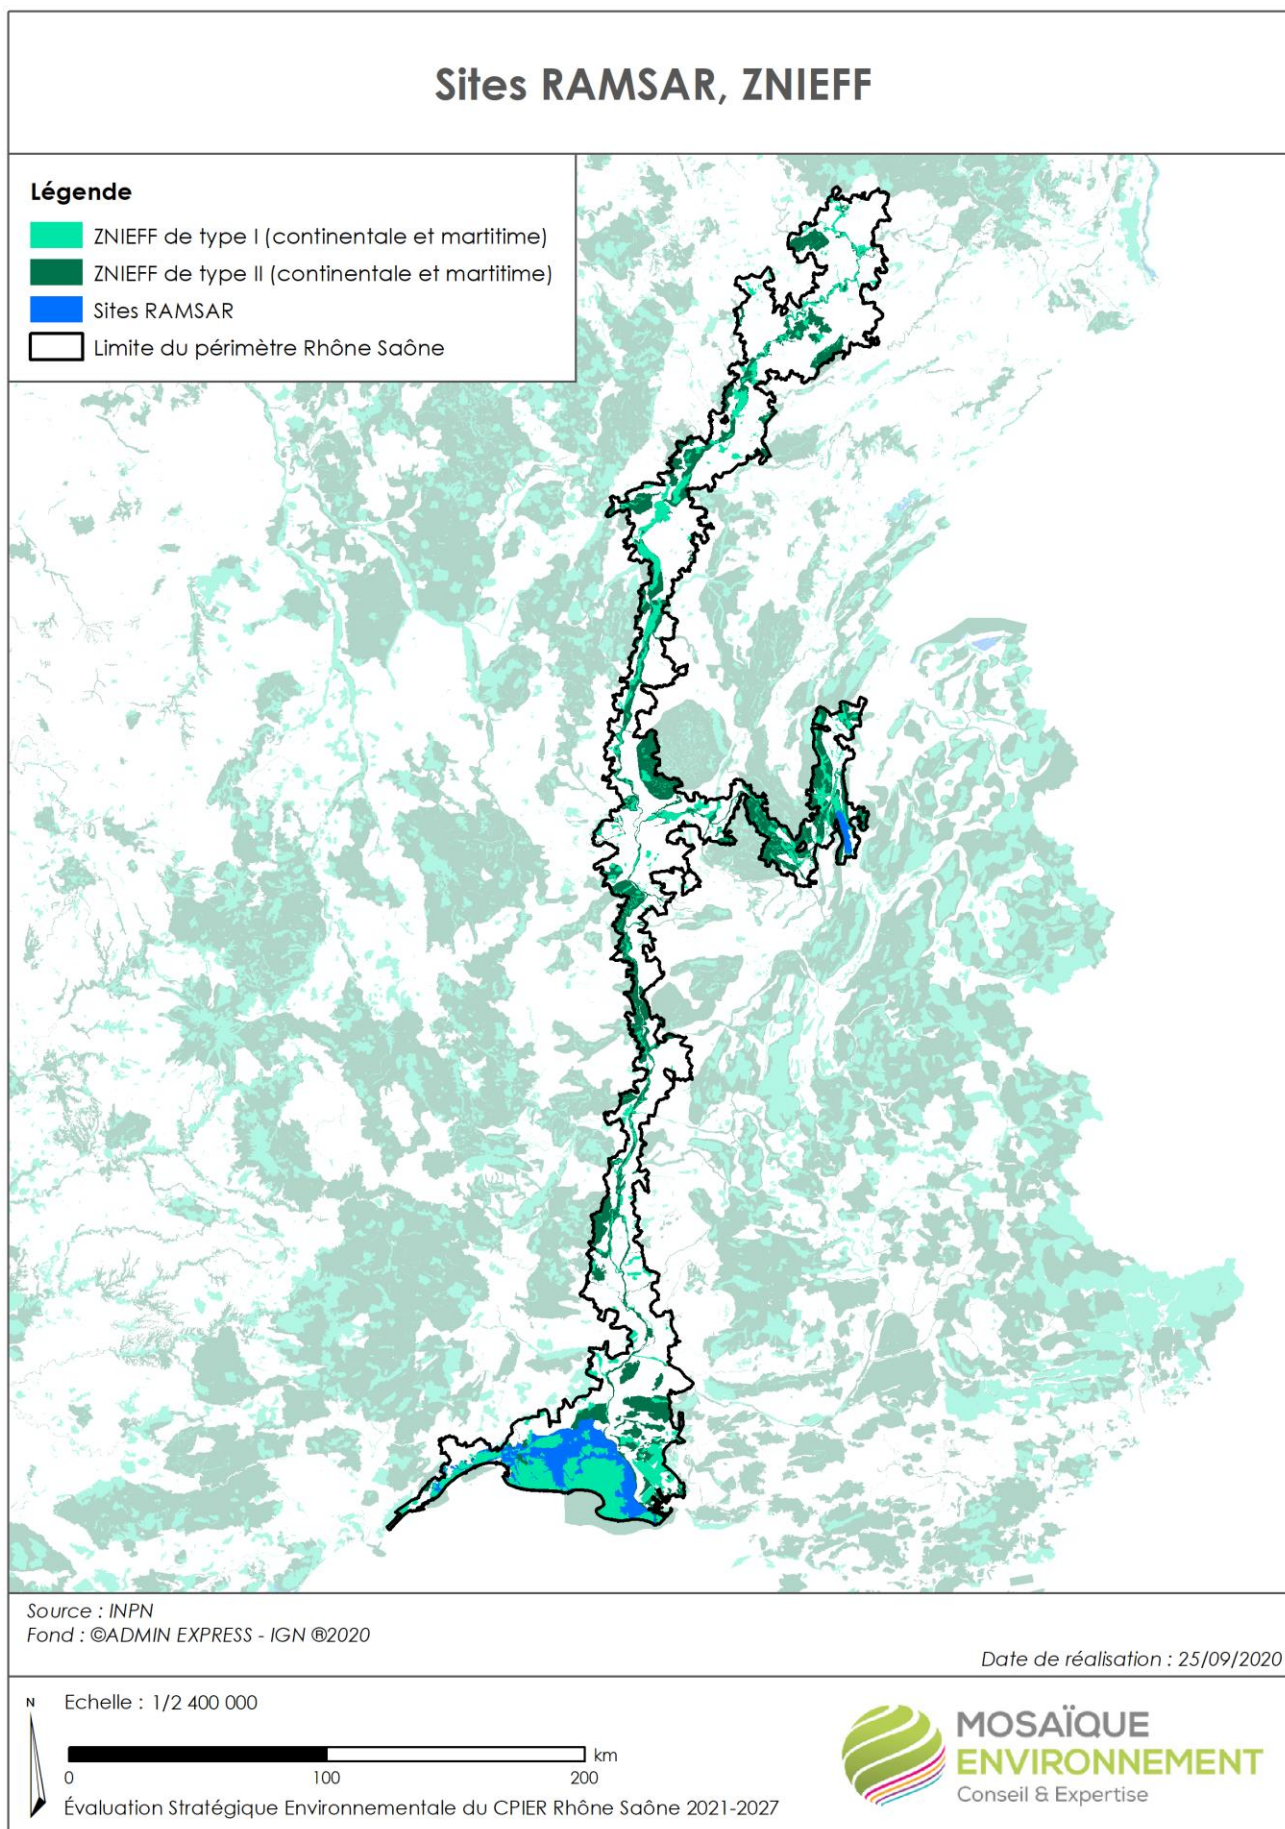 Sites RAMSAR, ZNIEFF
Légende
ZNIEFF de type I (continentale et martitime)
ZNIEFF de type II (continentale et martitime)
Sites RAMSAR
Limite du périmètre Rhône Saône
Source : INPN
Fond : ©ADMIN EXPRESS - IGN ®2020
Date de réalisation : 25/09/2020
N
Echelle : 1/2 400 000
km
0 100 200
Évaluation Stratégique Environnementale du CPIER Rhône Saône 2021-2027
MOSAÏQUE
ENVIRONNEMENT
Conseil & Expertise